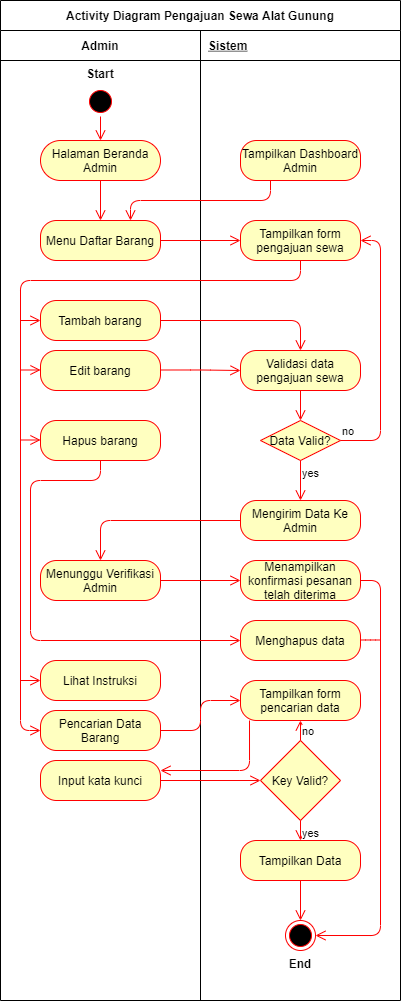 Activity Diagram Pengajuan Sewa Alat Gunung
Admin
Sistem
Start
Halaman Beranda
Admin
Tampilkan Dashboard
Admin
Menu Daftar Barang
Tampilkan form
pengajuan sewa
Tambah barang
Edit barang
Validasi data
pengajuan sewa
Hapus barang
Data Valid?
no
yes
Mengirim Data Ke
Admin
Menunggu Verifikasi
Admin
Menampilkan
konfirmasi pesanan
telah diterima
Menghapus data
Lihat Instruksi
Tampilkan form
pencarian data
Pencarian Data
Barang
no
Input kata kunci
Key Valid?
yes
Tampilkan Data
End